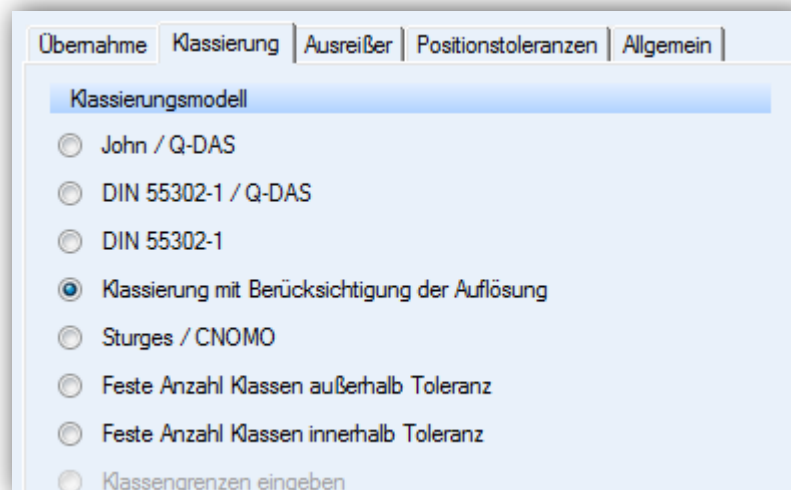 Übernahme Klassierung Ausreißer Positionstoleranzen Allgemein
Klassierungsmodell
John / Q-DAS
DIN 55302-1 / Q-DAS
DIN 55302-1
Klassierung mit Berücksichtigung der Auflösung
Sturges / CNOMO
Feste Anzahl Klassen außerhalb Toleranz
Feste Anzahl Klassen innerhalb Toleranz
Klassengrenzen eingeben